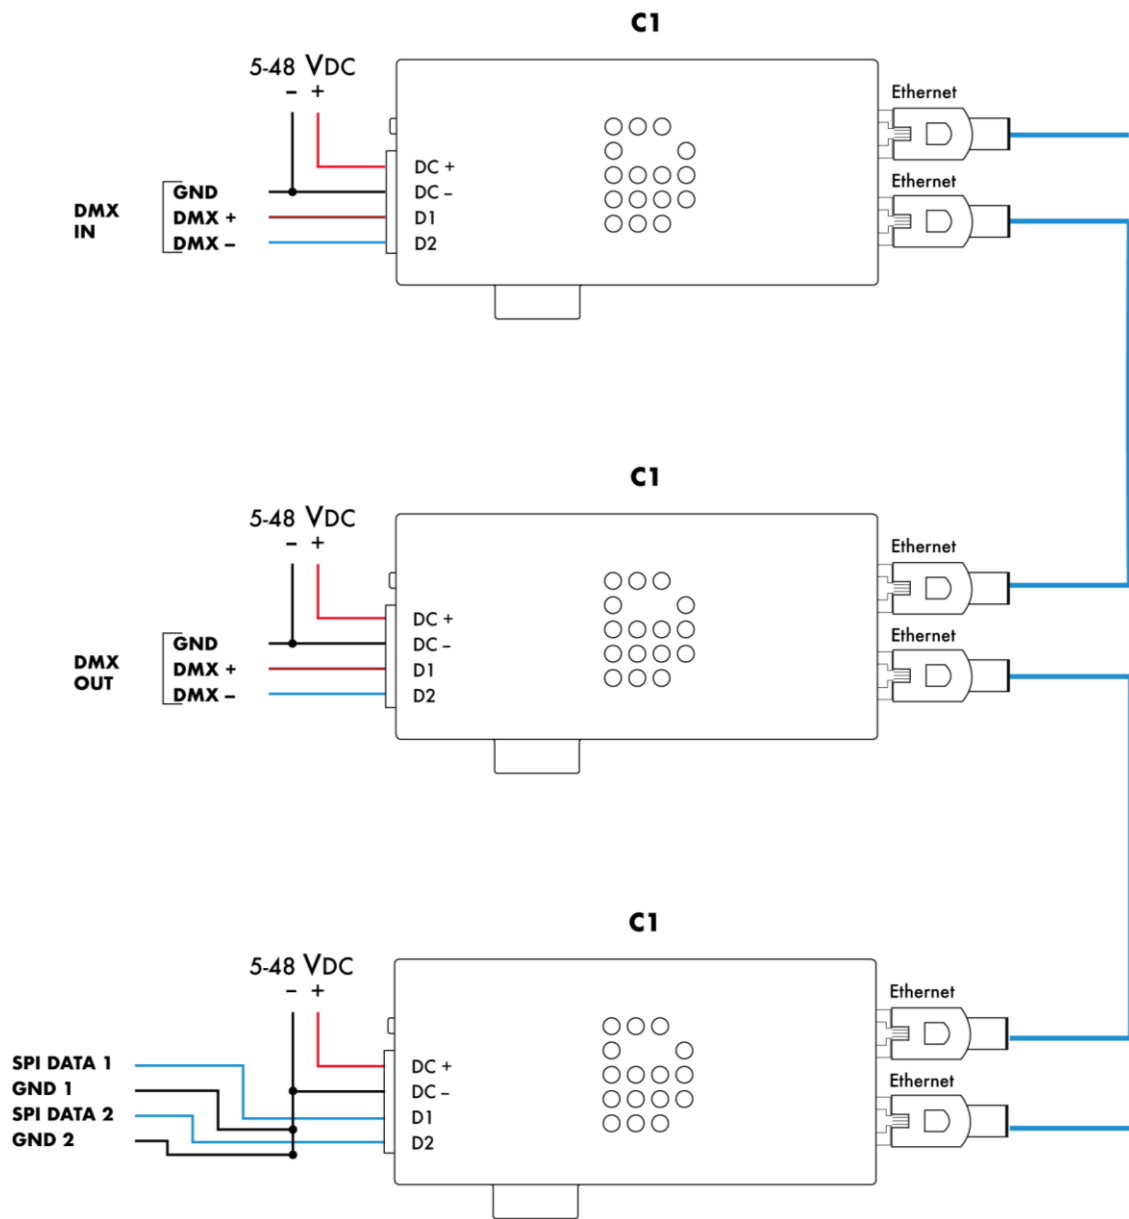 C1
5-48 VDC
– +
Ethernet
DC +
DC –
D1
D2
Ethernet
DMX IN
GND
DMX +
DMX –
C1
5-48 VDC
– +
Ethernet
DC +
DC –
D1
D2
Ethernet
DMX OUT
GND
DMX +
DMX –
C1
5-48 VDC
– +
Ethernet
SPI DATA 1
GND 1
SPI DATA 2
GND 2
DC +
DC –
D1
D2
Ethernet